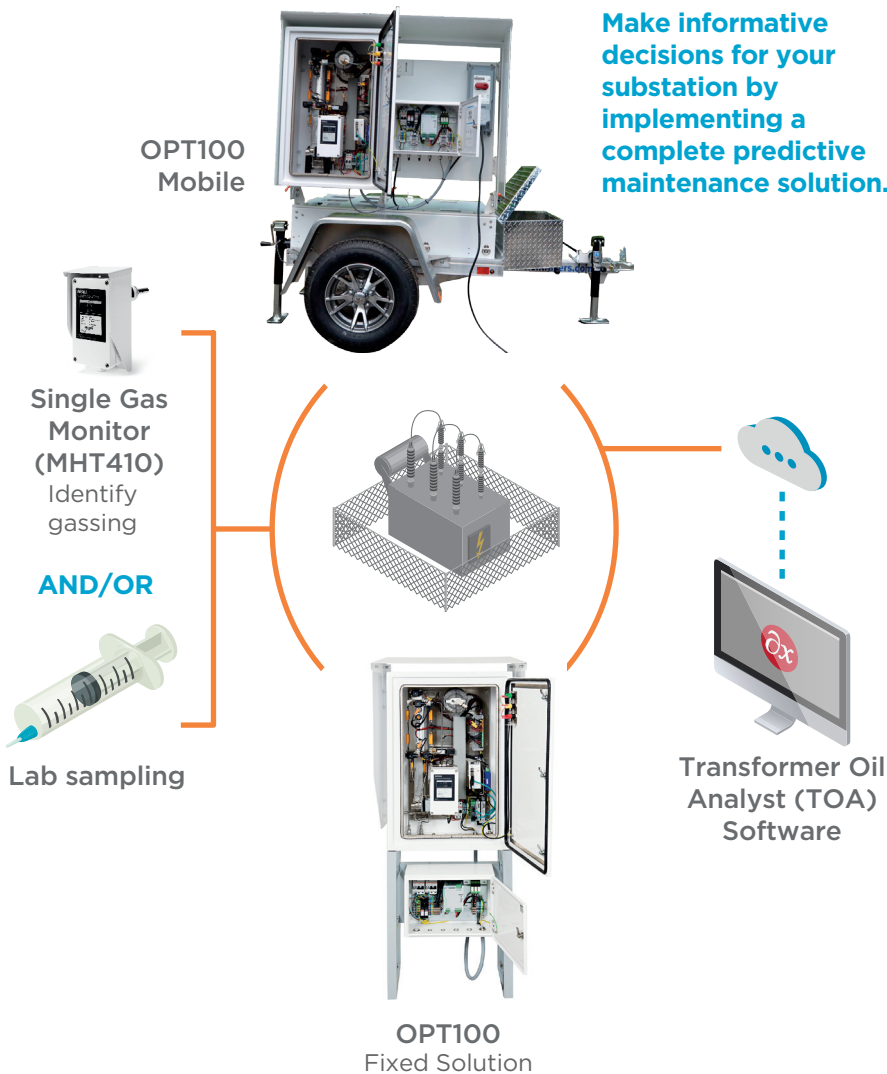 Make informative
decisions for your
substation by
implementing a
complete predictive
maintenance solution.
OPT100
Mobile
Single Gas
Monitor
(MHT410)
Identify
gassing
AND/OR
Lab sampling
∂x
Transformer Oil
Analyst (TOA)
Software
OPT100
Fixed Solution